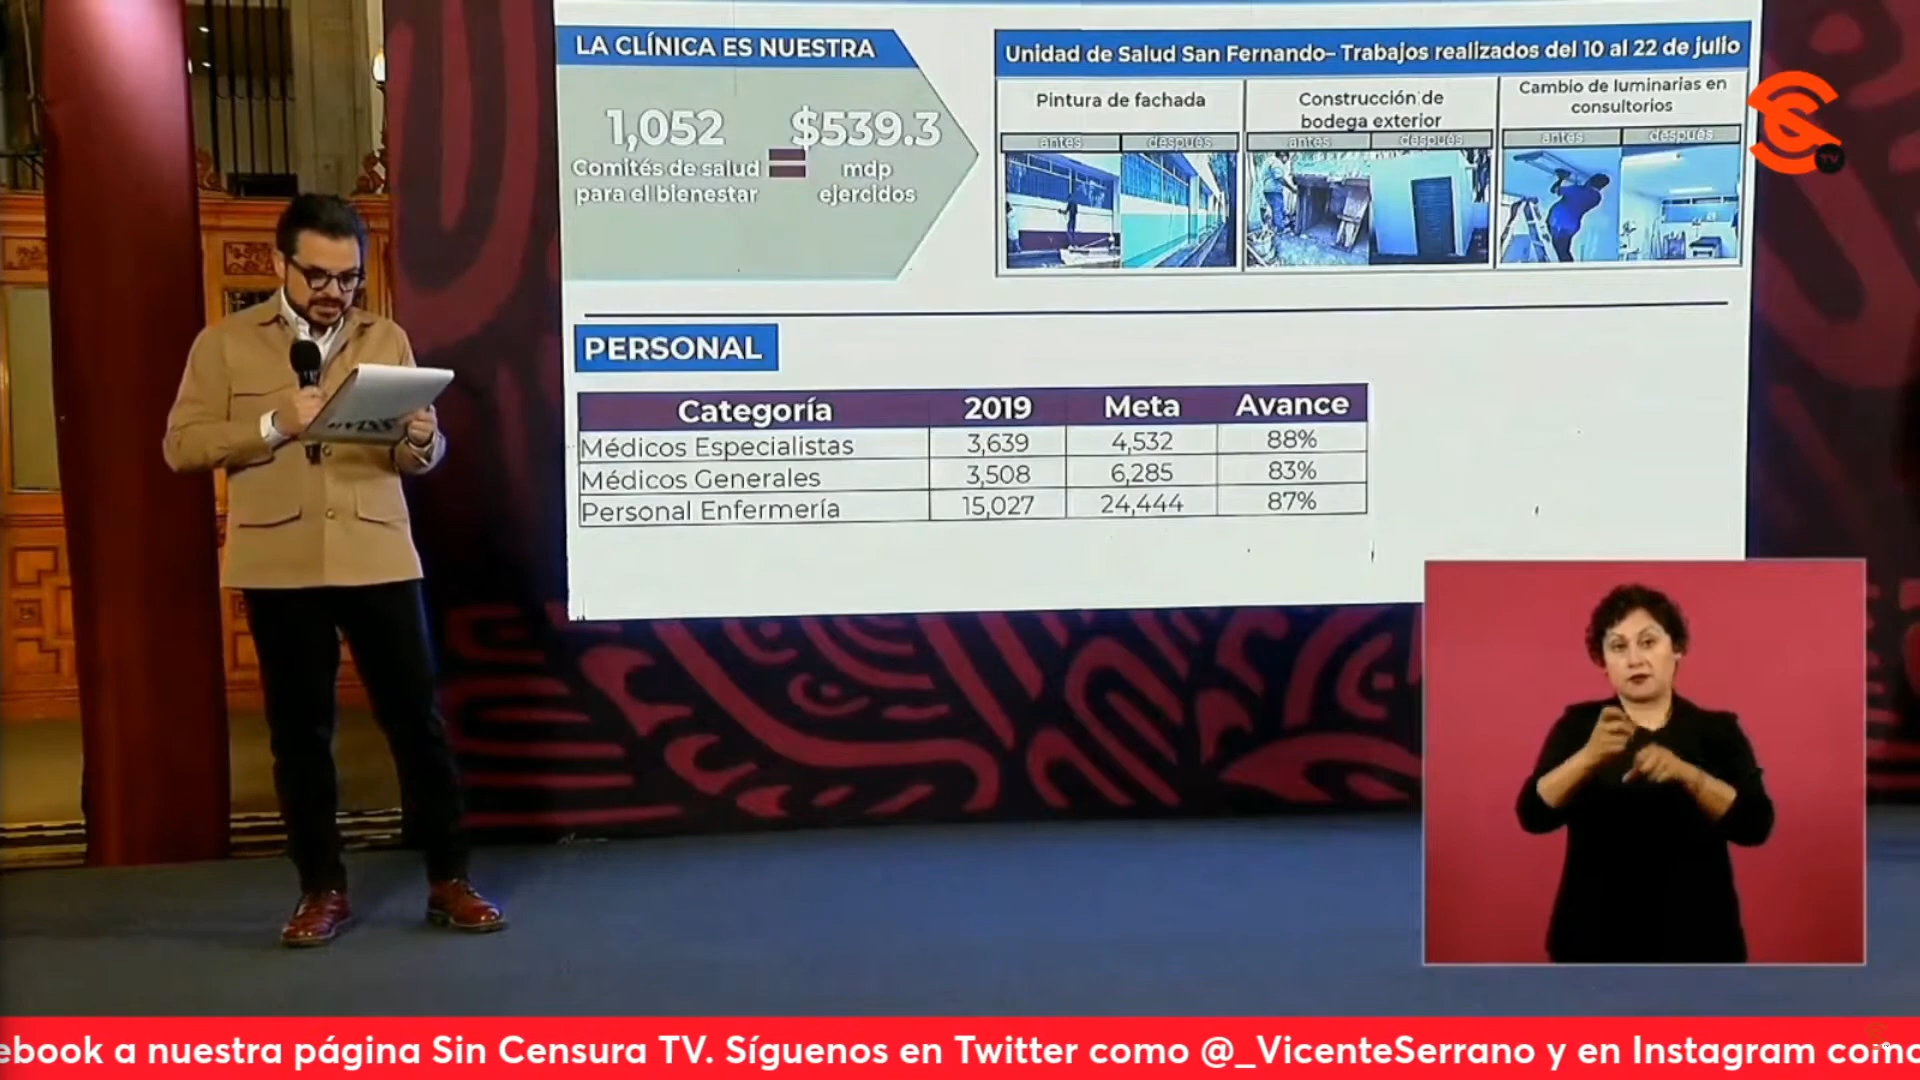 LA CLÍNICA ES NUESTRA
1,052
Comités de salud
para el bienestar
$539.3
mdp
ejercidos
Unidad de Salud San Fernando– Trabajos realizados del 10 al 22 de julio
Pintura de fachada
antes después
Construcción de
bodega exterior
antes después
Cambio de luminarias en
consultorios
antes después
TV
PERSONAL
Categoría 2019 Meta Avance
Médicos Especialistas 3,639 4,532 88%
Médicos Generales 3,508 6,285 83%
Personal Enfermería 15,027 24,444 87%
ebook a nuestra página Sin Censura TV. Síguenos en Twitter como @_VicenteSerrano y en Instagram como